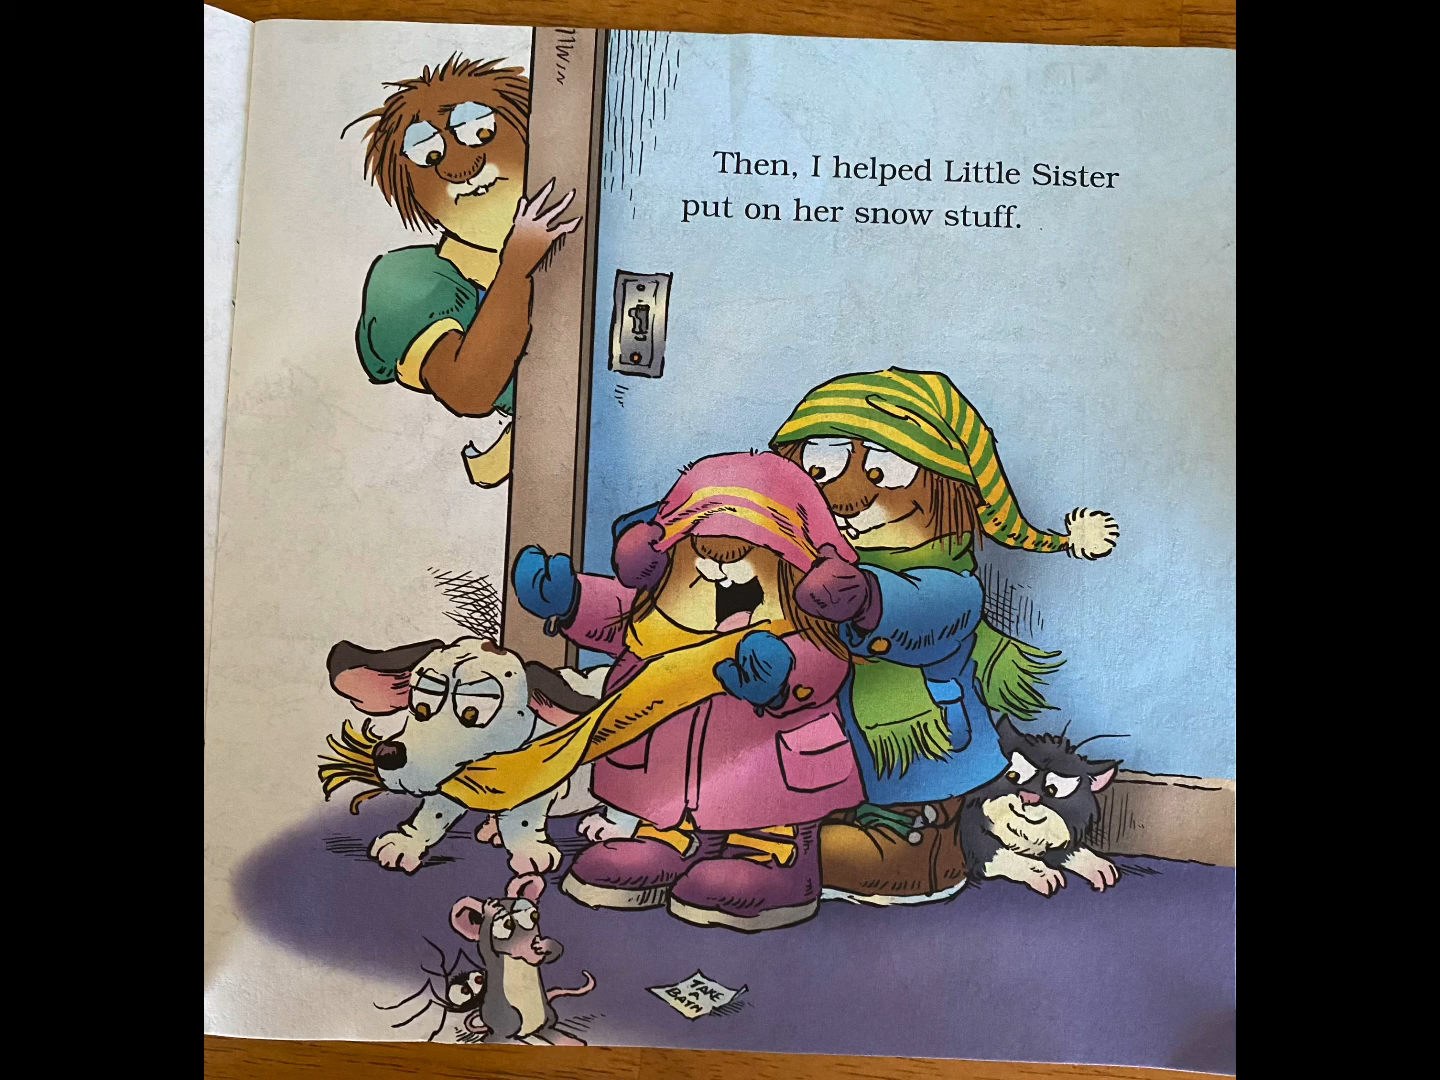 Then, I helped Little Sister
put on her snow stuff.
TAKE
A
BATH